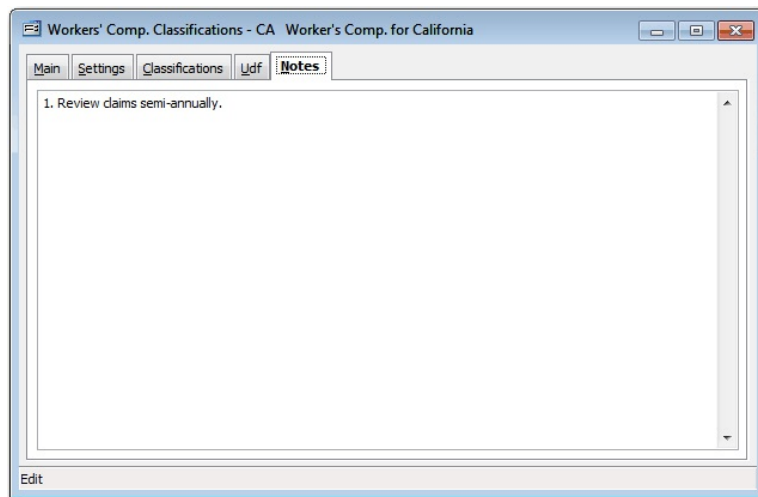 Workers' Comp. Classifications - CA   Worker's Comp. for California
Main Settings Classifications Udf Notes
1. Review claims semi-annually.
Edit